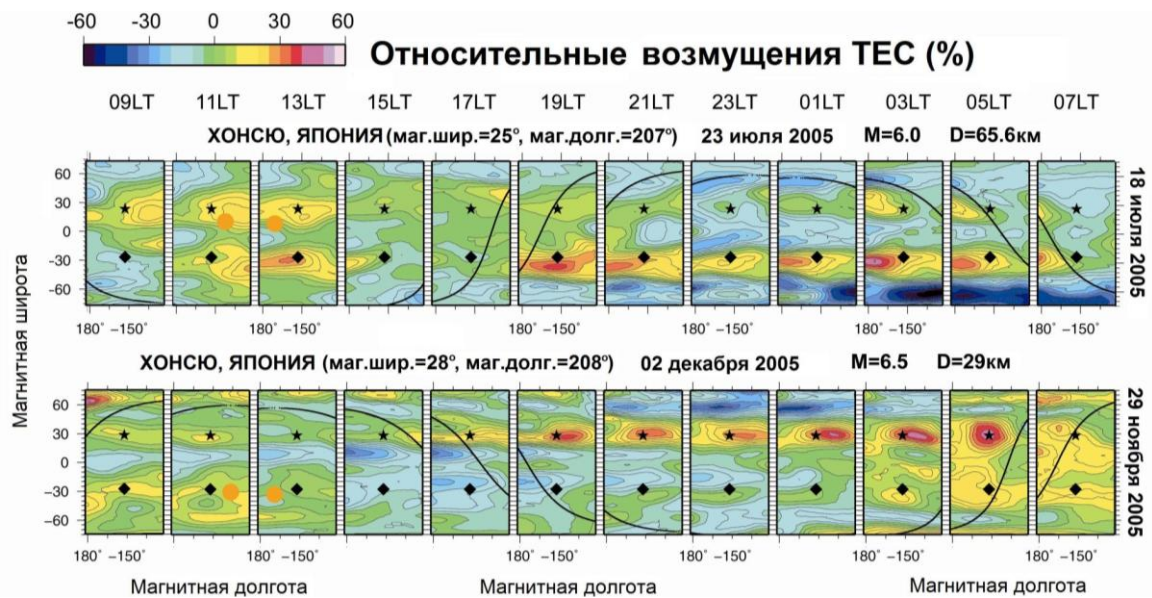 -60 -30 0 30 60
Относительные возмущения ТЕС (%)
09LT 11LT 13LT 15LT 17LT 19LT 21LT 23LT 01LT 03LT 05LT 07LT
ХОНСЮ, ЯПОНИЯ (маг.шир.=25°, маг.долг.=207°) 23 июля 2005 M=6.0 D=65.6км
60
30
0
-30
-60
18 июля 2005
180° -150° 180° -150° 180° -150° 180° -150° 180° -150° 180° -150°
Магнитная широта
ХОНСЮ, ЯПОНИЯ (маг.шир.=28°, маг.долг.=208°) 02 декабря 2005 M=6.5 D=29км
60
30
0
-30
-60
29 ноября 2005
180° -150° 180° -150° 180° -150° 180° -150° 180° -150° 180° -150°
Магнитная долгота Магнитная долгота Магнитная долгота